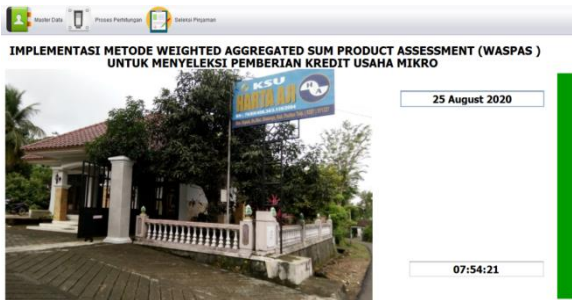 Master Data Proses Perhitungan Seleksi Pinjaman
IMPLEMENTASI METODE WEIGHTED AGGREGATED SUM PRODUCT ASSESSMENT (WASPAS )
UNTUK MENYELEKSI PEMBERIAN KREDIT USAHA MIKRO
KSU
HARTA AJI
25 August 2020
07:54:21